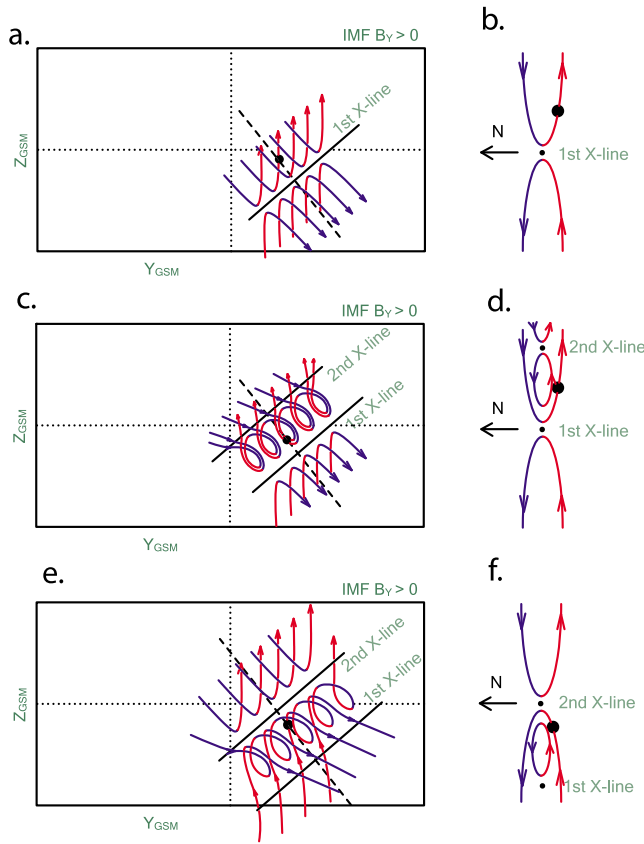 a.
IMF BY > 0
ZGSM
1st X-line
YGSM
b.
N
1st X-line
c.
IMF BY > 0
ZGSM
2nd X-line
1st X-line
YGSM
d.
2nd X-line
N
1st X-line
e.
IMF BY > 0
ZGSM
2nd X-line
1st X-line
YGSM
f.
N
2nd X-line
1st X-line